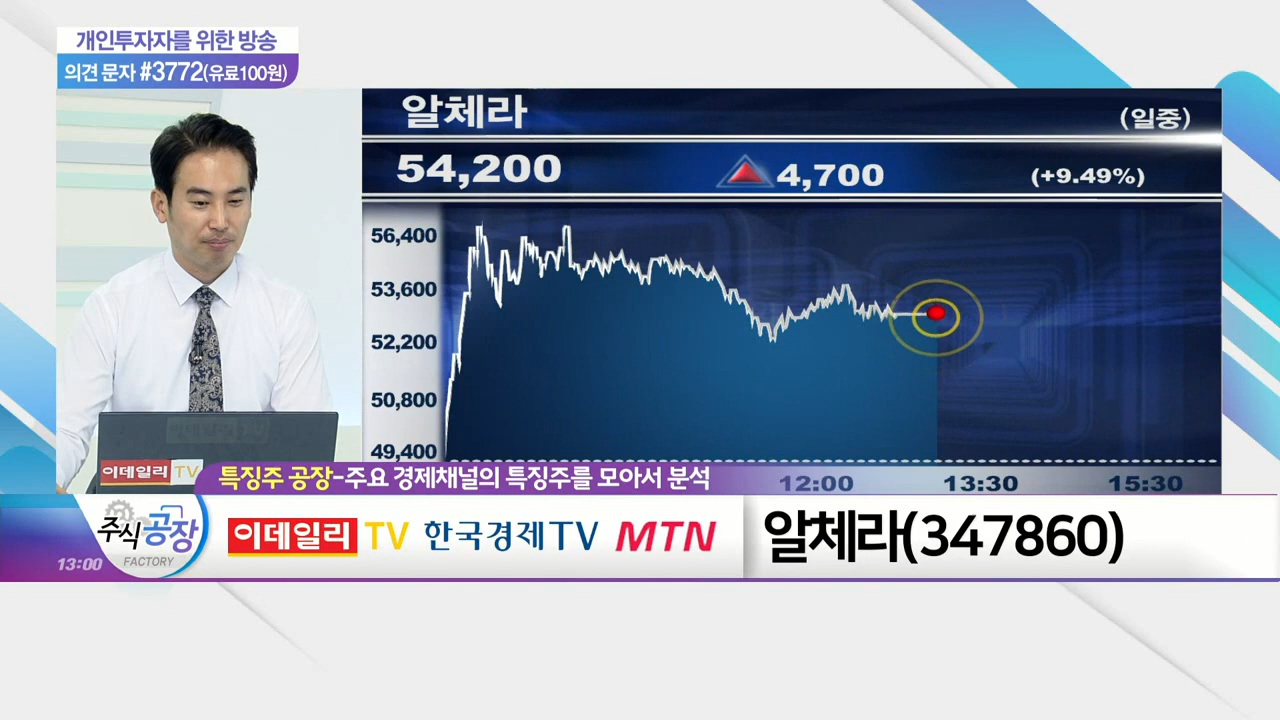 개인투자자를 위한 방송
의견 문자 #3772(유료100원)
알체라
(일중)
54,200
4,700
(+9.49%)
56,400
53,600
52,200
50,800
49,400
12:00
13:30
15:30
이데일리 TV
특징주 공장-주요 경제채널의 특징주를 모아서 분석
주식공장
FACTORY
13:00
이데일리 TV 한국경제TV MTN
알체라(347860)